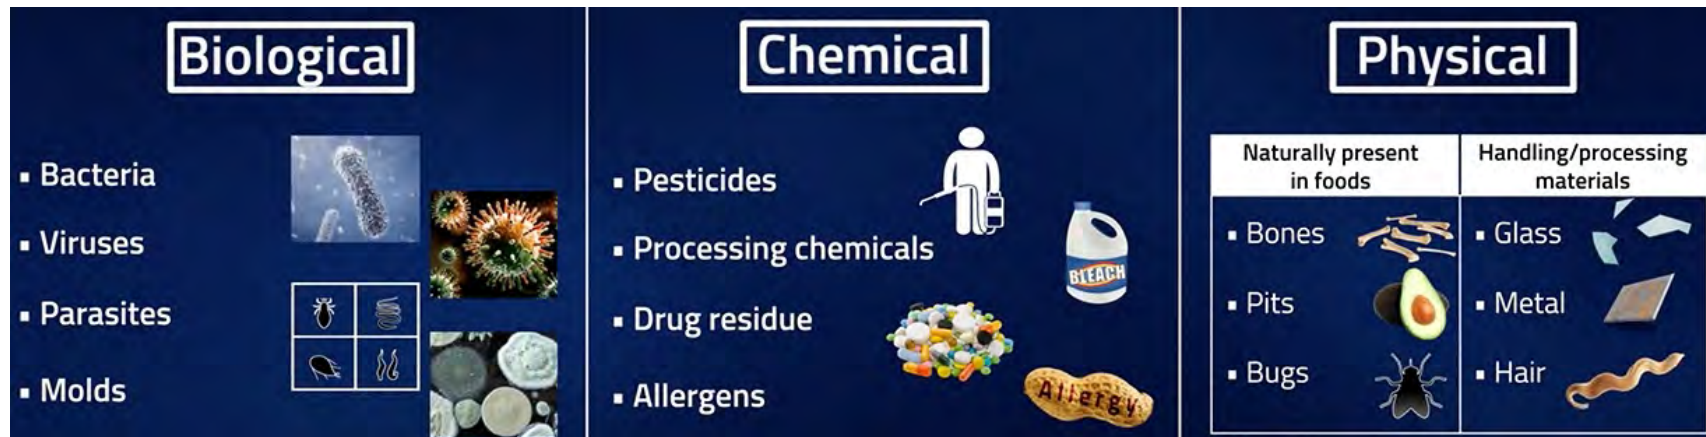 Biological
▪ Bacteria
▪ Viruses
▪ Parasites
▪ Molds
Chemical
▪ Pesticides
▪ Processing chemicals
BLEACH
▪ Drug residue
▪ Allergens
Allergy
Physical
Naturally present
in foods
▪ Bones
▪ Pits
▪ Bugs
Handling/processing
materials
▪ Glass
▪ Metal
▪ Hair